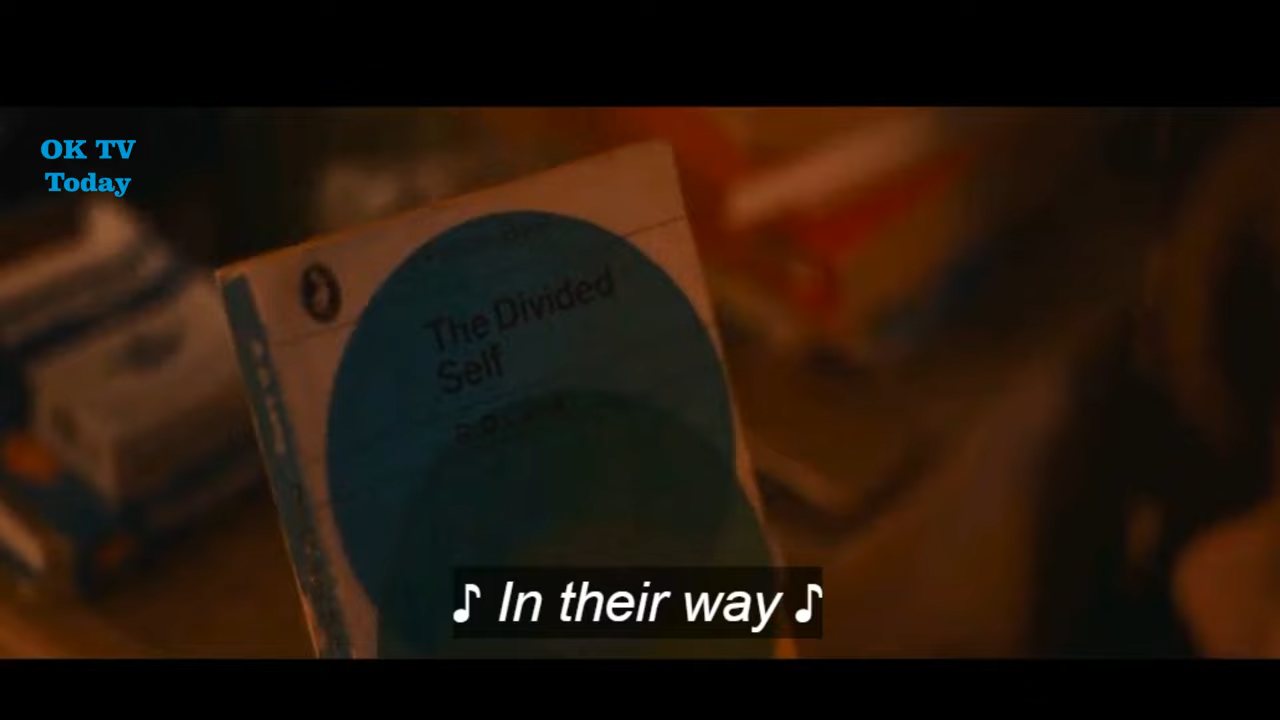 OK TV
Today
The Divided
Self
♪ In their way ♪